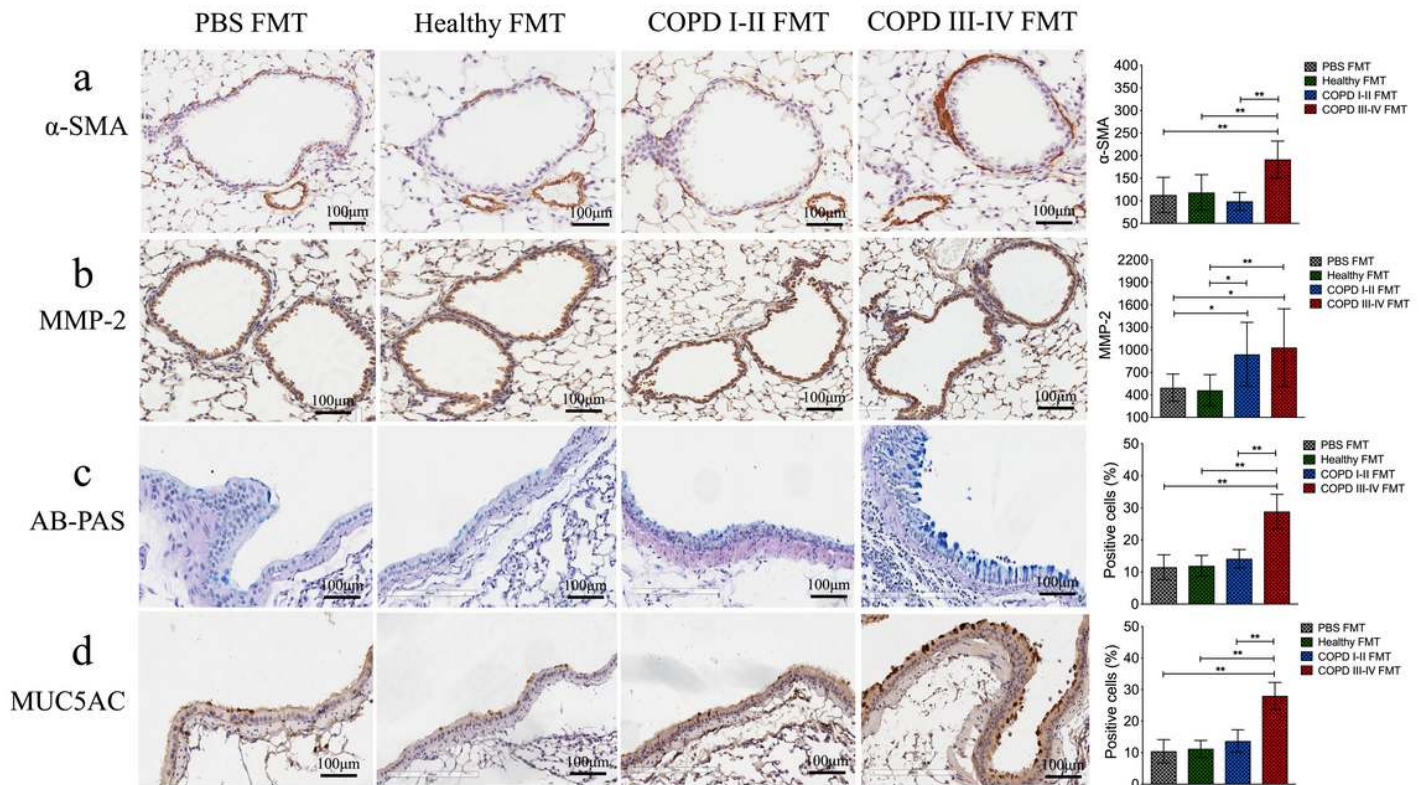 PBS FMT Healthy FMT COPD I-II FMT COPD III-IV FMT
a
α-SMA
100μm 100μm 100μm 100μm
α-SMA
400
350
300
250
200
150
100
50
PBS FMT
Healthy FMT
COPD I-II FMT
COPD III-IV FMT
**
**
**
b
MMP-2
100μm 100μm 100μm 100μm
MMP-2
2200
1900
1600
1300
1000
700
400
100
PBS FMT
Healthy FMT
COPD I-II FMT
COPD III-IV FMT
**
*
*
*
c
AB-PAS
100μm 100μm 100μm 100μm
Positive cells (%)
50
40
30
20
10
0
PBS FMT
Healthy FMT
COPD I-II FMT
COPD III-IV FMT
**
**
**
d
MUC5AC
100μm 100μm 100μm 100μm
Positive cells (%)
50
40
30
20
10
0
PBS FMT
Healthy FMT
COPD I-II FMT
COPD III-IV FMT
**
**
**